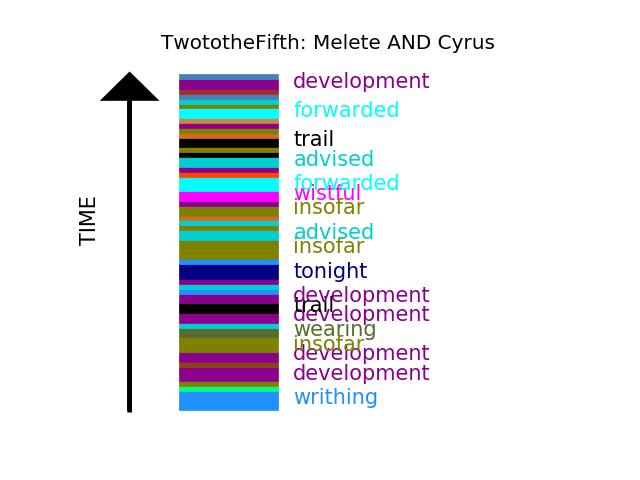 TwototheFifth: Melete AND Cyrus
development
forwarded
trail
advised
forwarded
wistful
insofar
advised
insofar
tonight
development
trail
development
wearing
insofar
development
development
writhing
TIME